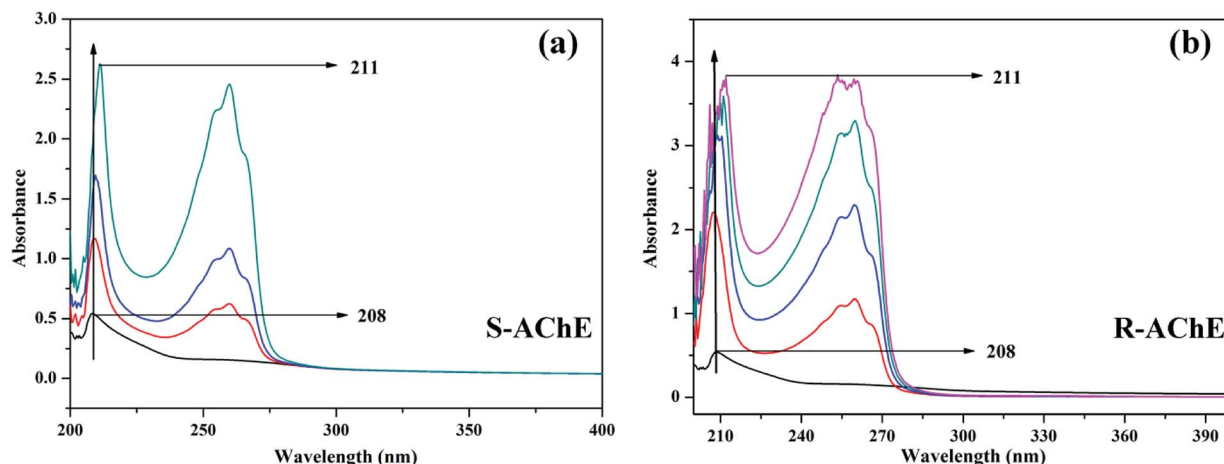 (a)
3.0
2.5
2.0
1.5
1.0
0.5
0.0
Absorbance
211
208
S-AChE
200 250 300 350 400
Wavelength (nm)
(b)
4
3
2
1
0
Absorbance
211
208
R-AChE
210 240 270 300 330 360 390
Wavelength (nm)